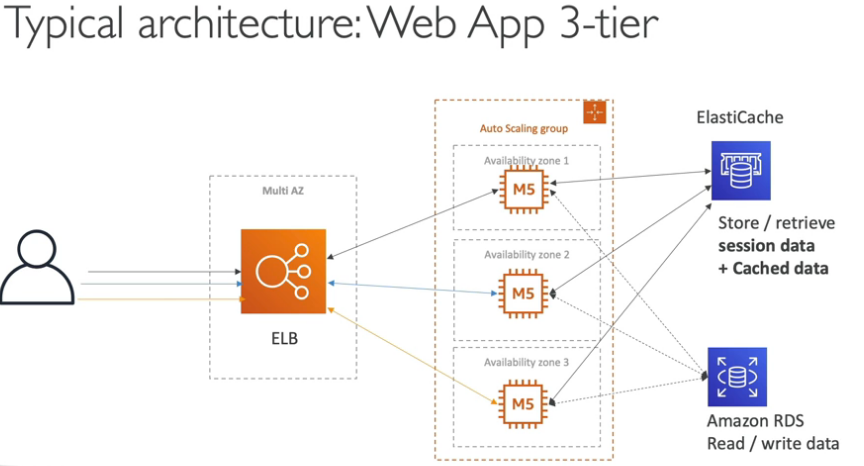 Typical architecture: Web App 3-tier
ElastiCache
Auto Scaling group
Availability zone 1
Multi AZ
M5
Store / retrieve
session data
+ Cached data
Availability zone 2
M5
ELB
Availability zone 3
M5
Amazon RDS
Read / write data